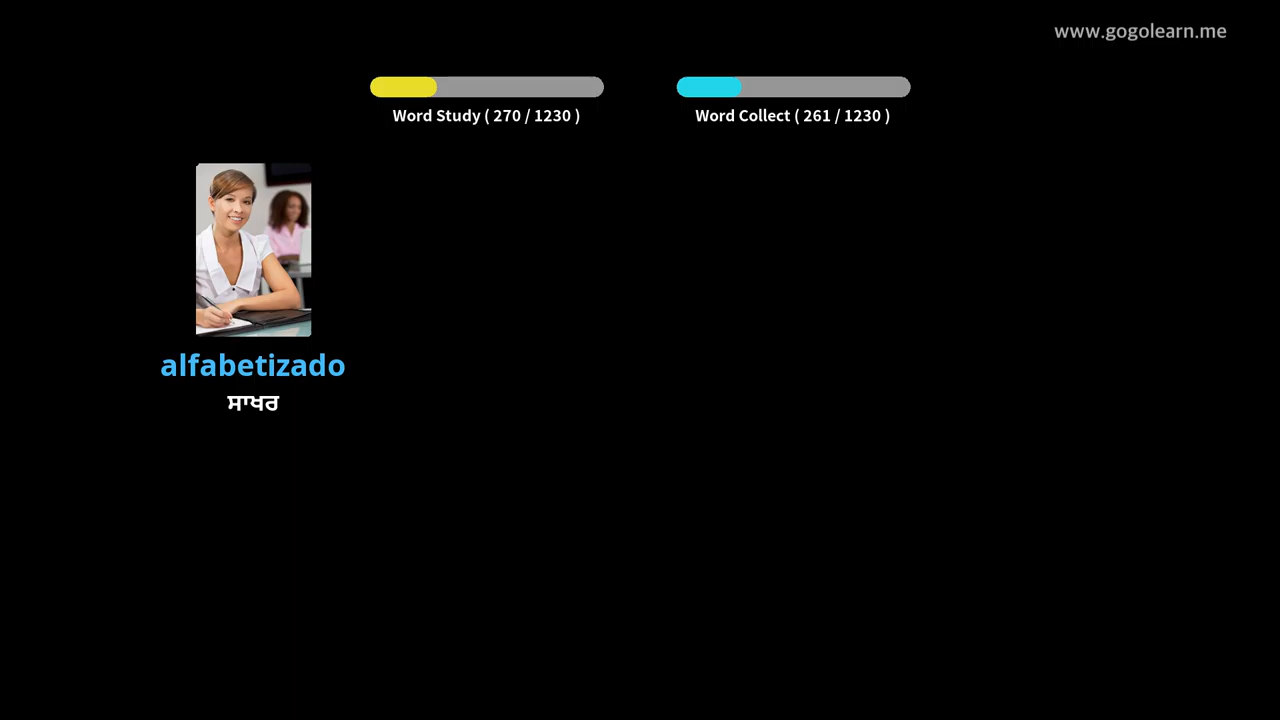 www.gogolearn.me
Word Study ( 270 / 1230 )
Word Collect ( 261 / 1230 )
alfabetizado
ਸਾਖਰ